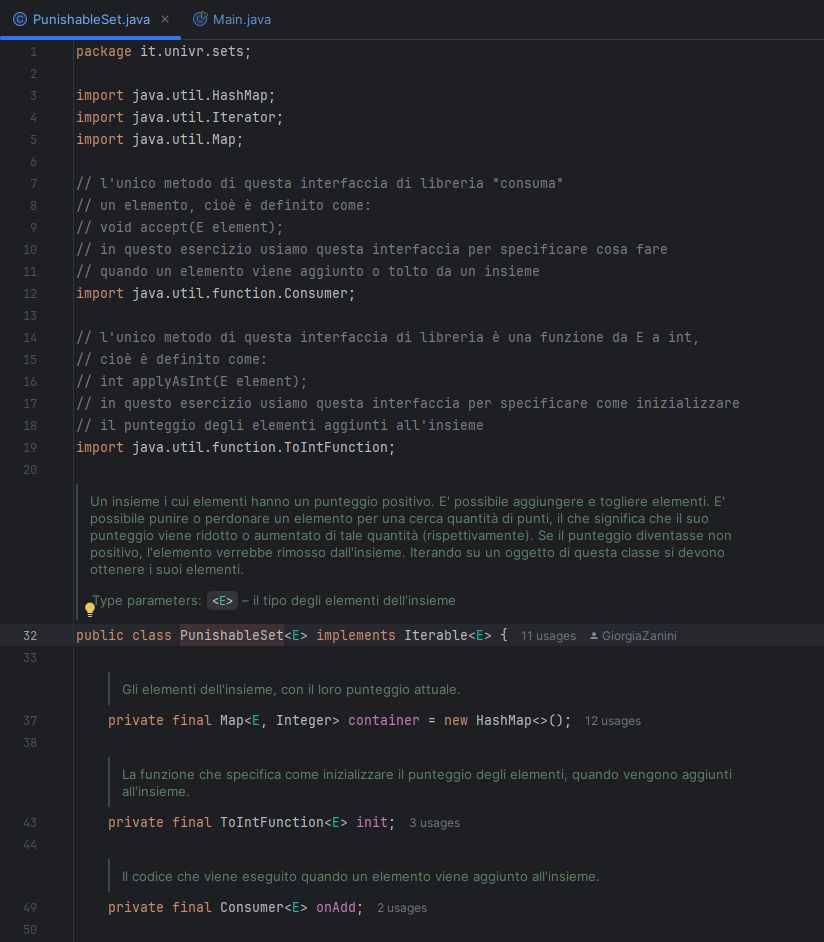 PunishableSet.java × Main.java
1 package it.univr.sets;
2
3 import java.util.HashMap;
4 import java.util.Iterator;
5 import java.util.Map;
6
7 // l'unico metodo di questa interfaccia di libreria "consuma"
8 // un elemento, cioè è definito come:
9 // void accept(E element);
10 // in questo esercizio usiamo questa interfaccia per specificare cosa fare
11 // quando un elemento viene aggiunto o tolto da un insieme
12 import java.util.function.Consumer;
13
14 // l'unico metodo di questa interfaccia di libreria è una funzione da E a int,
15 // cioè è definito come:
16 // int applyAsInt(E element);
17 // in questo esercizio usiamo questa interfaccia per specificare come inizializzare
18 // il punteggio degli elementi aggiunti all'insieme
19 import java.util.function.ToIntFunction;
20
Un insieme i cui elementi hanno un punteggio positivo. E' possibile aggiungere e togliere elementi. E'
possibile punire o perdonare un elemento per una cerca quantità di punti, il che significa che il suo
punteggio viene ridotto o aumentato di tale quantità (rispettivamente). Se il punteggio diventasse non
positivo, l'elemento verrebbe rimosso dall'insieme. Iterando su un oggetto di questa classe si devono
ottenere i suoi elementi.
Type parameters: <E> – il tipo degli elementi dell'insieme
32 public class PunishableSet<E> implements Iterable<E> { 11 usages GiorgiaZanini
33
Gli elementi dell'insieme, con il loro punteggio attuale.
37 private final Map<E, Integer> container = new HashMap<>(); 12 usages
38
La funzione che specifica come inizializzare il punteggio degli elementi, quando vengono aggiunti
all'insieme.
43 private final ToIntFunction<E> init; 3 usages
44
Il codice che viene eseguito quando un elemento viene aggiunto all'insieme.
49 private final Consumer<E> onAdd; 2 usages
50